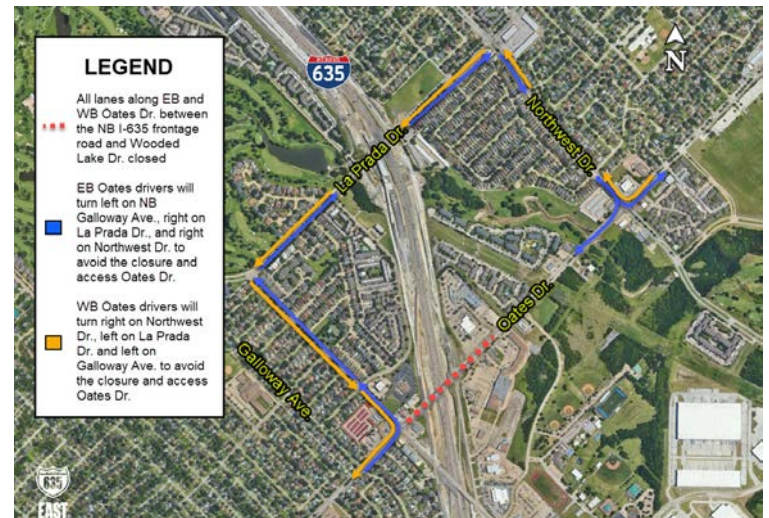 LEGEND
All lanes along EB and
WB Oates Dr. between
the NB I-635 frontage
road and Wooded
Lake Dr. closed
EB Oates drivers will
turn left on NB
Galloway Ave., right on
La Prada Dr., and right
on Northwest Dr. to
avoid the closure and
access Oates Dr.
WB Oates drivers will
turn right on Northwest
Dr., left on La Prada
Dr. and left on
Galloway Ave. to avoid
the closure and access
Oates Dr.
635
N
La Prada Dr.
Northwest Dr.
Oates Dr.
Galloway Ave.
635
EAST